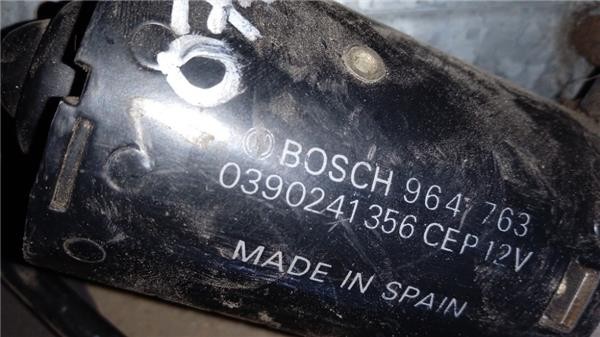 BOSCH 964 763
0390241356 CEP 12V
MADE IN SPAIN